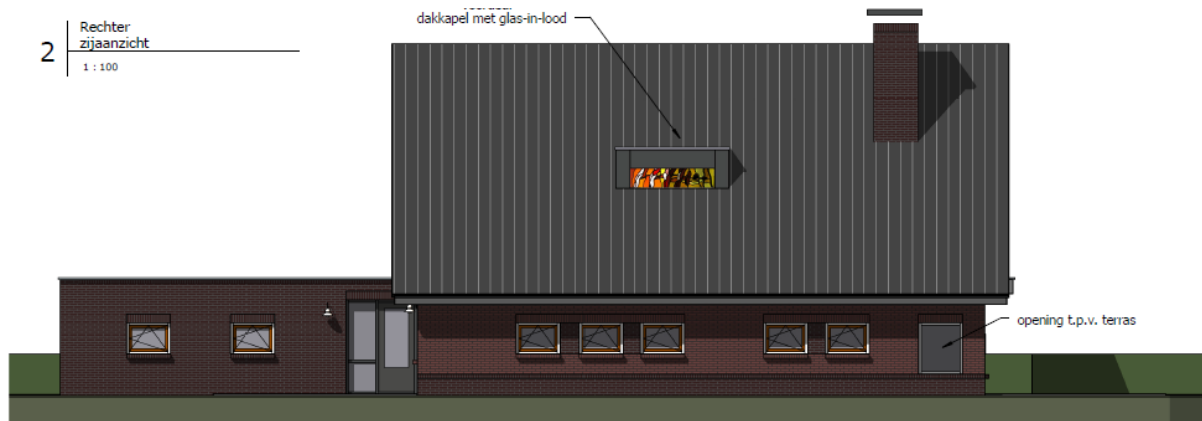 2
Rechter
zijaanzicht
1 : 100
dakkapel met glas-in-lood
opening t.p.v. terras